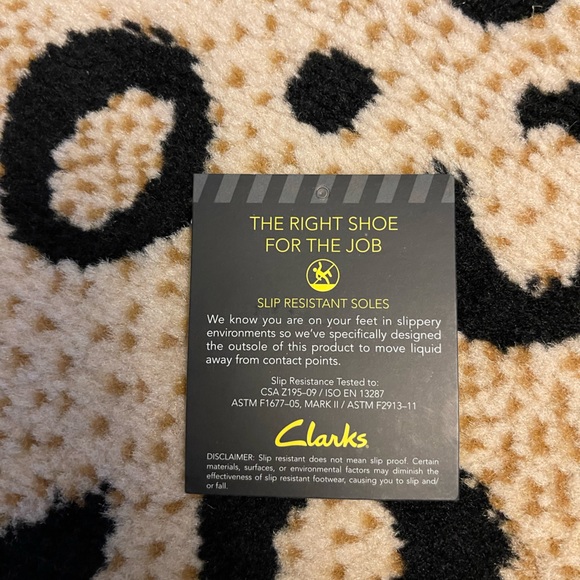 THE RIGHT SHOE
FOR THE JOB
SLIP RESISTANT SOLES
We know you are on your feet in slippery
environments so we've specifically designed
the outsole of this product to move liquid
away from contact points.
Slip Resistance Tested to:
CSA Z195-09 / ISO EN 13287
ASTM F1677-05, MARK II / ASTM F2913-11
Clarks
DISCLAIMER: Slip resistant does not mean slip proof. Certain
materials, surfaces, or environmental factors may diminish the
effectiveness of slip resistant footwear, causing you to slip and/
or fall.